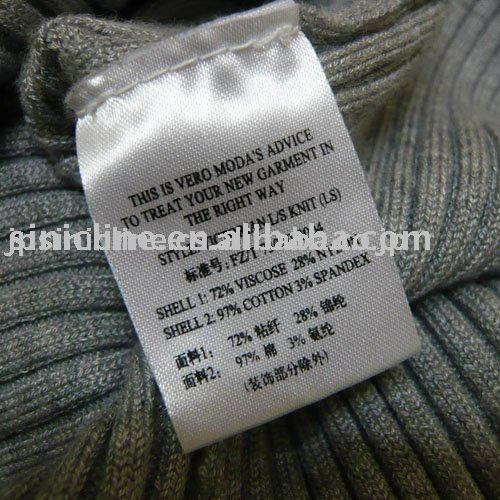 THIS IS VERO MODA'S ADVICE
TO TREAT YOUR NEW GARMENT IN
THE RIGHT WAY
L/S KNIT (LS)
标准号: FZ/T
SHELL 1: 72% VISCOSE 28%
SHELL 2: 97% COTTON 3% SPANDEX
面料1: 72% 粘纤 28% 锦纶
面料2: 97% 棉 3% 氨纶
(装饰部分除外)